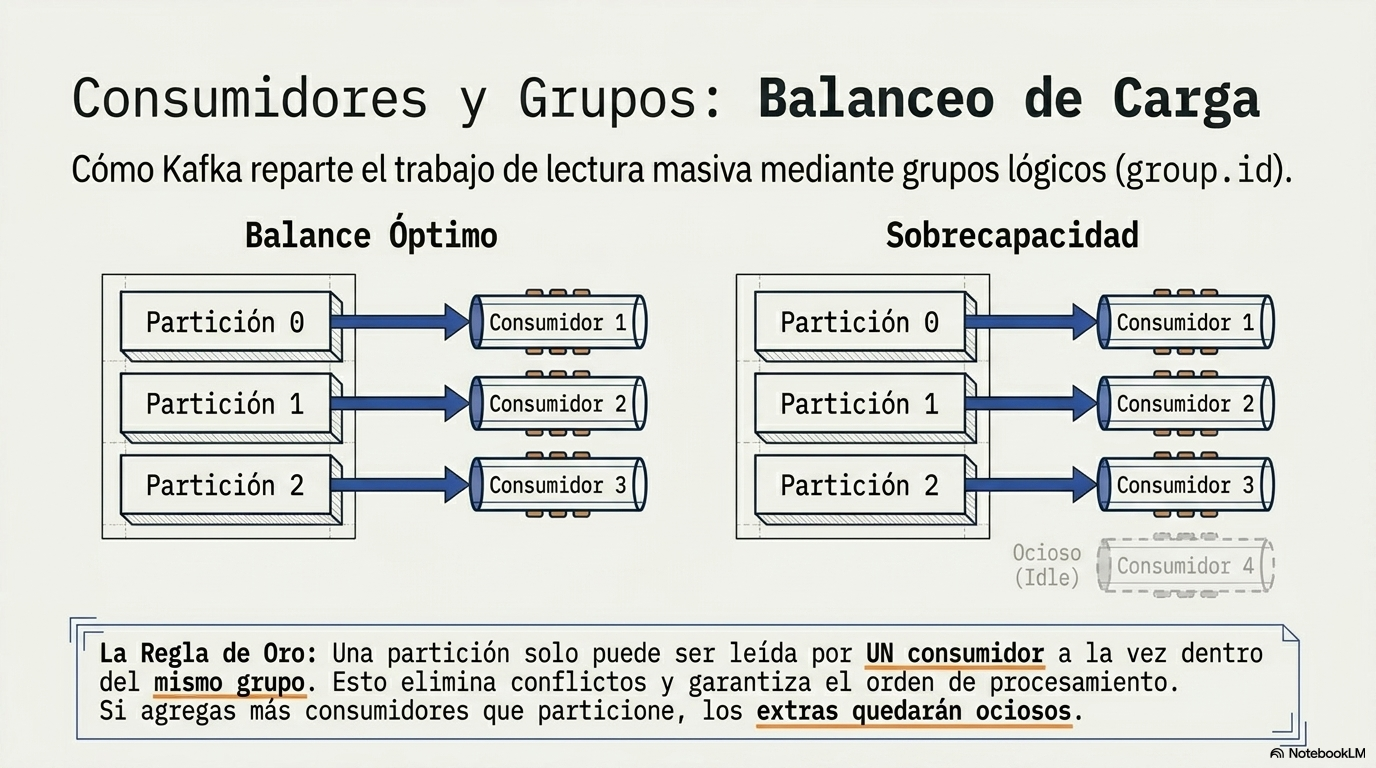 Consumidores y Grupos: Balanceo de Carga
Cómo Kafka reparte el trabajo de lectura masiva mediante grupos lógicos (group.id).
Balance Óptimo
Partición 0
Consumidor 1
Partición 1
Consumidor 2
Partición 2
Consumidor 3
Sobrecapacidad
Partición 0
Consumidor 1
Partición 1
Consumidor 2
Partición 2
Consumidor 3
Ocioso
(Idle)
Consumidor 4
La Regla de Oro: Una partición solo puede ser leída por UN consumidor a la vez dentro
del mismo grupo. Esto elimina conflictos y garantiza el orden de procesamiento.
Si agregas más consumidores que particione, los extras quedarán ociosos.
NotebookLM